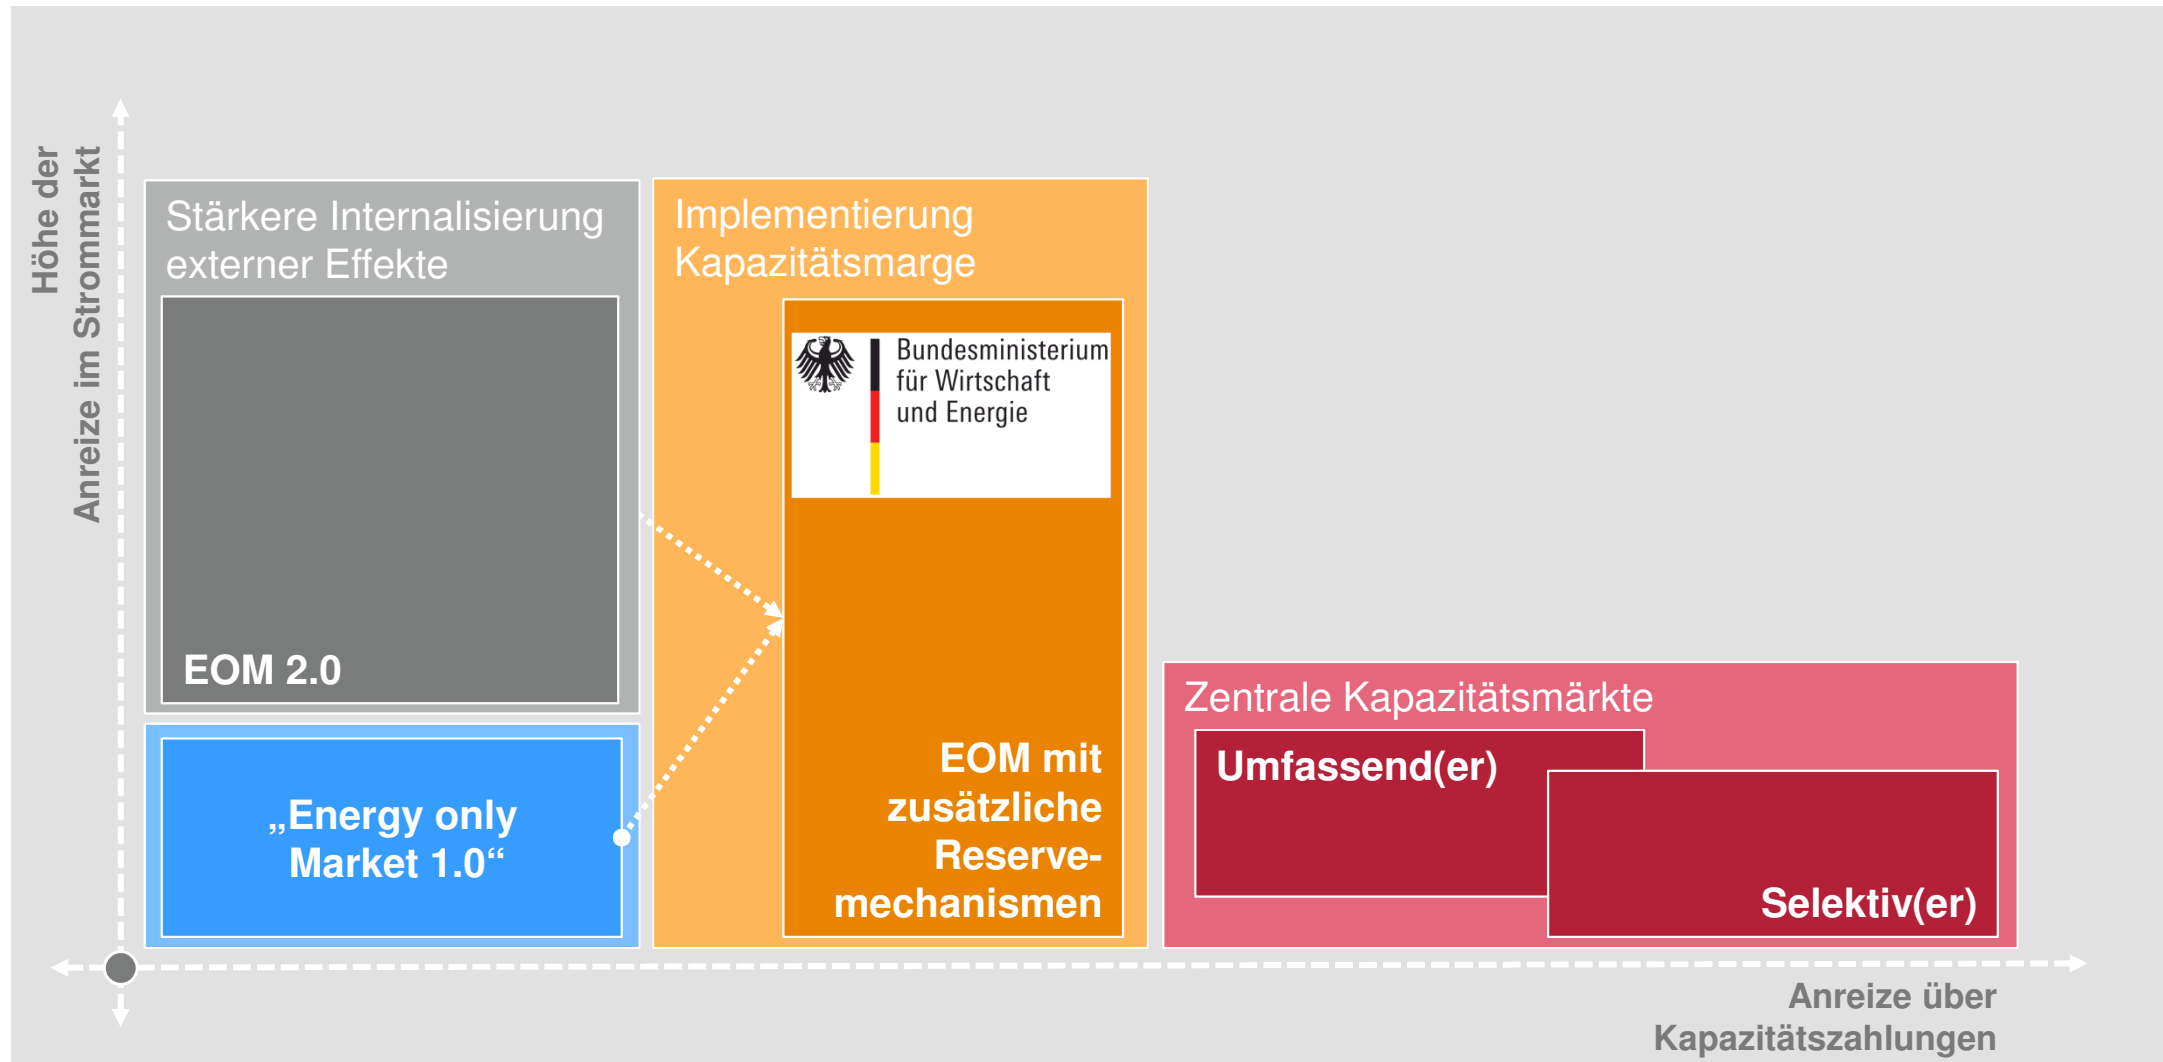 Höhe der
Anreize im Strommarkt
Stärkere Internalisierung
externer Effekte
EOM 2.0
„Energy only
Market 1.0“
Implementierung
Kapazitätsmarge
Bundesministerium
für Wirtschaft
und Energie
EOM mit
zusätzliche
Reserve-
mechanismen
Zentrale Kapazitätsmärkte
Umfassend(er)
Selektiv(er)
Anreize über
Kapazitätszahlungen